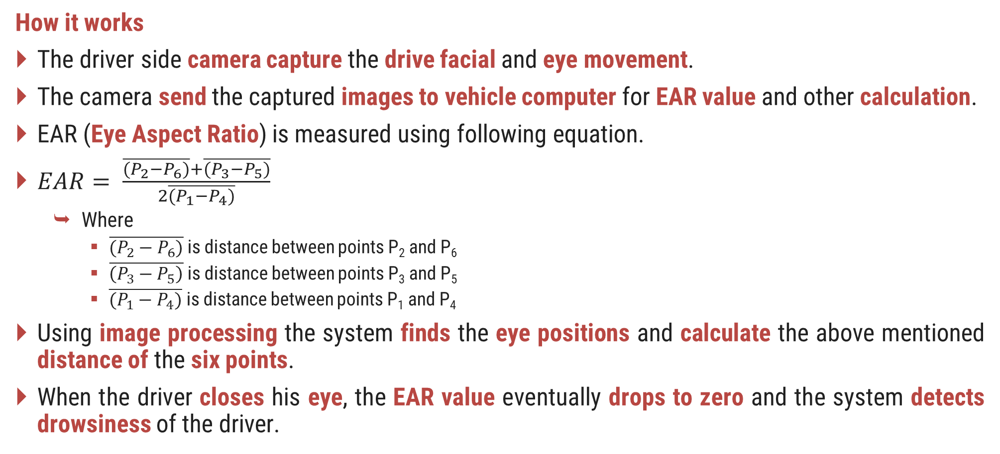 How it works
The driver side camera capture the drive facial and eye movement.
The camera send the captured images to vehicle computer for EAR value and other calculation.
EAR (Eye Aspect Ratio) is measured using following equation.
$EAR = \frac{\overline{(P_2-P_6)}+\overline{(P_3-P_5)}}{2\overline{(P_1-P_4)}}$
Where
$\overline{(P_2 - P_6)}$ is distance between points P₂ and P₆
$\overline{(P_3 - P_5)}$ is distance between points P₃ and P₅
$\overline{(P_1 - P_4)}$ is distance between points P₁ and P₄
Using image processing the system finds the eye positions and calculate the above mentioned
distance of the six points.
When the driver closes his eye, the EAR value eventually drops to zero and the system detects
drowsiness of the driver.